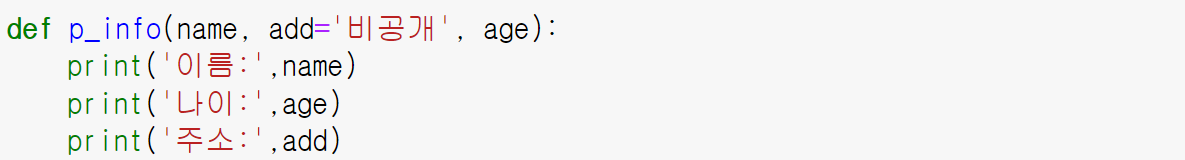 def p_info(name, add='비공개', age):
    print('이름:',name)
    print('나이:',age)
    print('주소:',add)